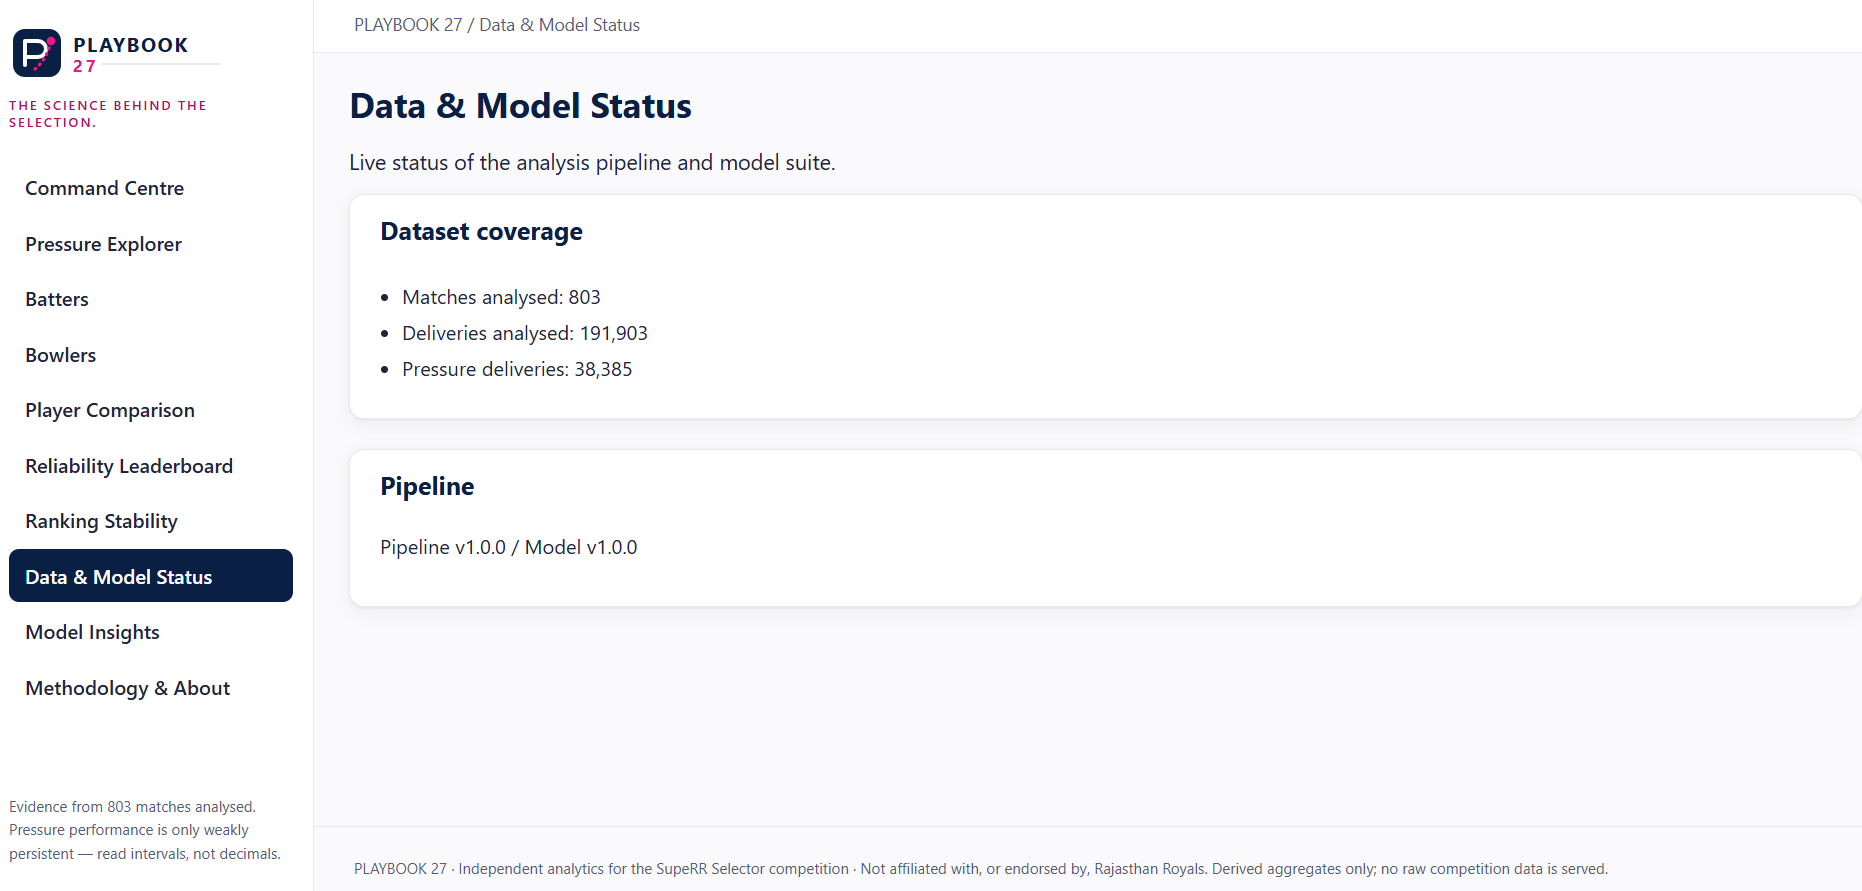 PLAYBOOK
27
THE SCIENCE BEHIND THE
SELECTION.
Command Centre
Pressure Explorer
Batters
Bowlers
Player Comparison
Reliability Leaderboard
Ranking Stability
Data & Model Status
Model Insights
Methodology & About
Evidence from 803 matches analysed.
Pressure performance is only weakly
persistent — read intervals, not decimals.
PLAYBOOK 27 / Data & Model Status
Data & Model Status
Live status of the analysis pipeline and model suite.
Dataset coverage
• Matches analysed: 803
• Deliveries analysed: 191,903
• Pressure deliveries: 38,385
Pipeline
Pipeline v1.0.0 / Model v1.0.0
PLAYBOOK 27 · Independent analytics for the SupeRR Selector competition · Not affiliated with, or endorsed by, Rajasthan Royals. Derived aggregates only; no raw competition data is served.